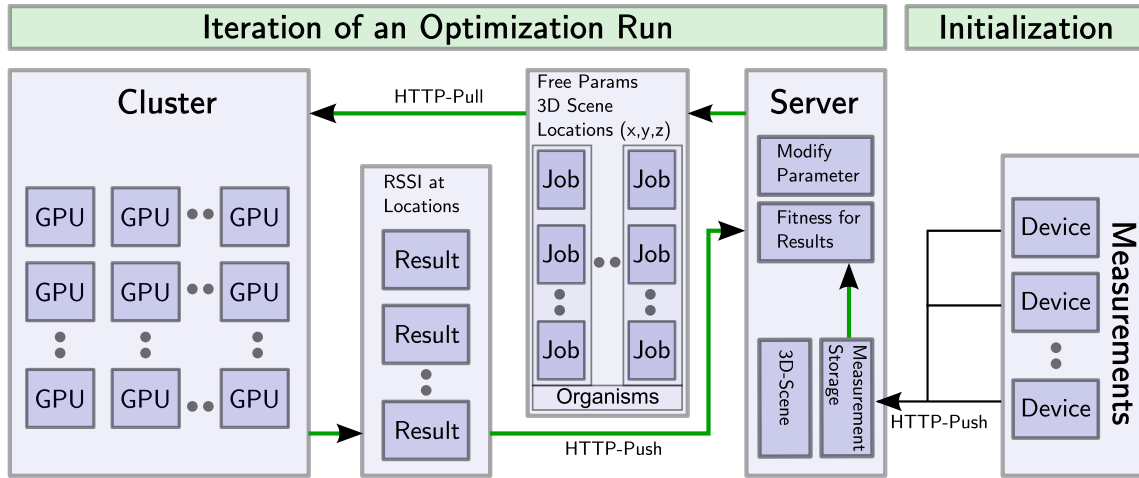 Iteration of an Optimization Run
Initialization
Cluster
GPU
GPU
GPU
GPU
GPU
GPU
GPU
GPU
GPU
HTTP-Pull
RSSI at
Locations
Result
Result
Result
Free Params
3D Scene
Locations (x,y,z)
Job
Job
Job
Job
Job
Job
Organisms
HTTP-Push
Server
Modify
Parameter
Fitness for
Results
3D-Scene
Measurement
Storage
HTTP-Push
Device
Device
Device
Measurements